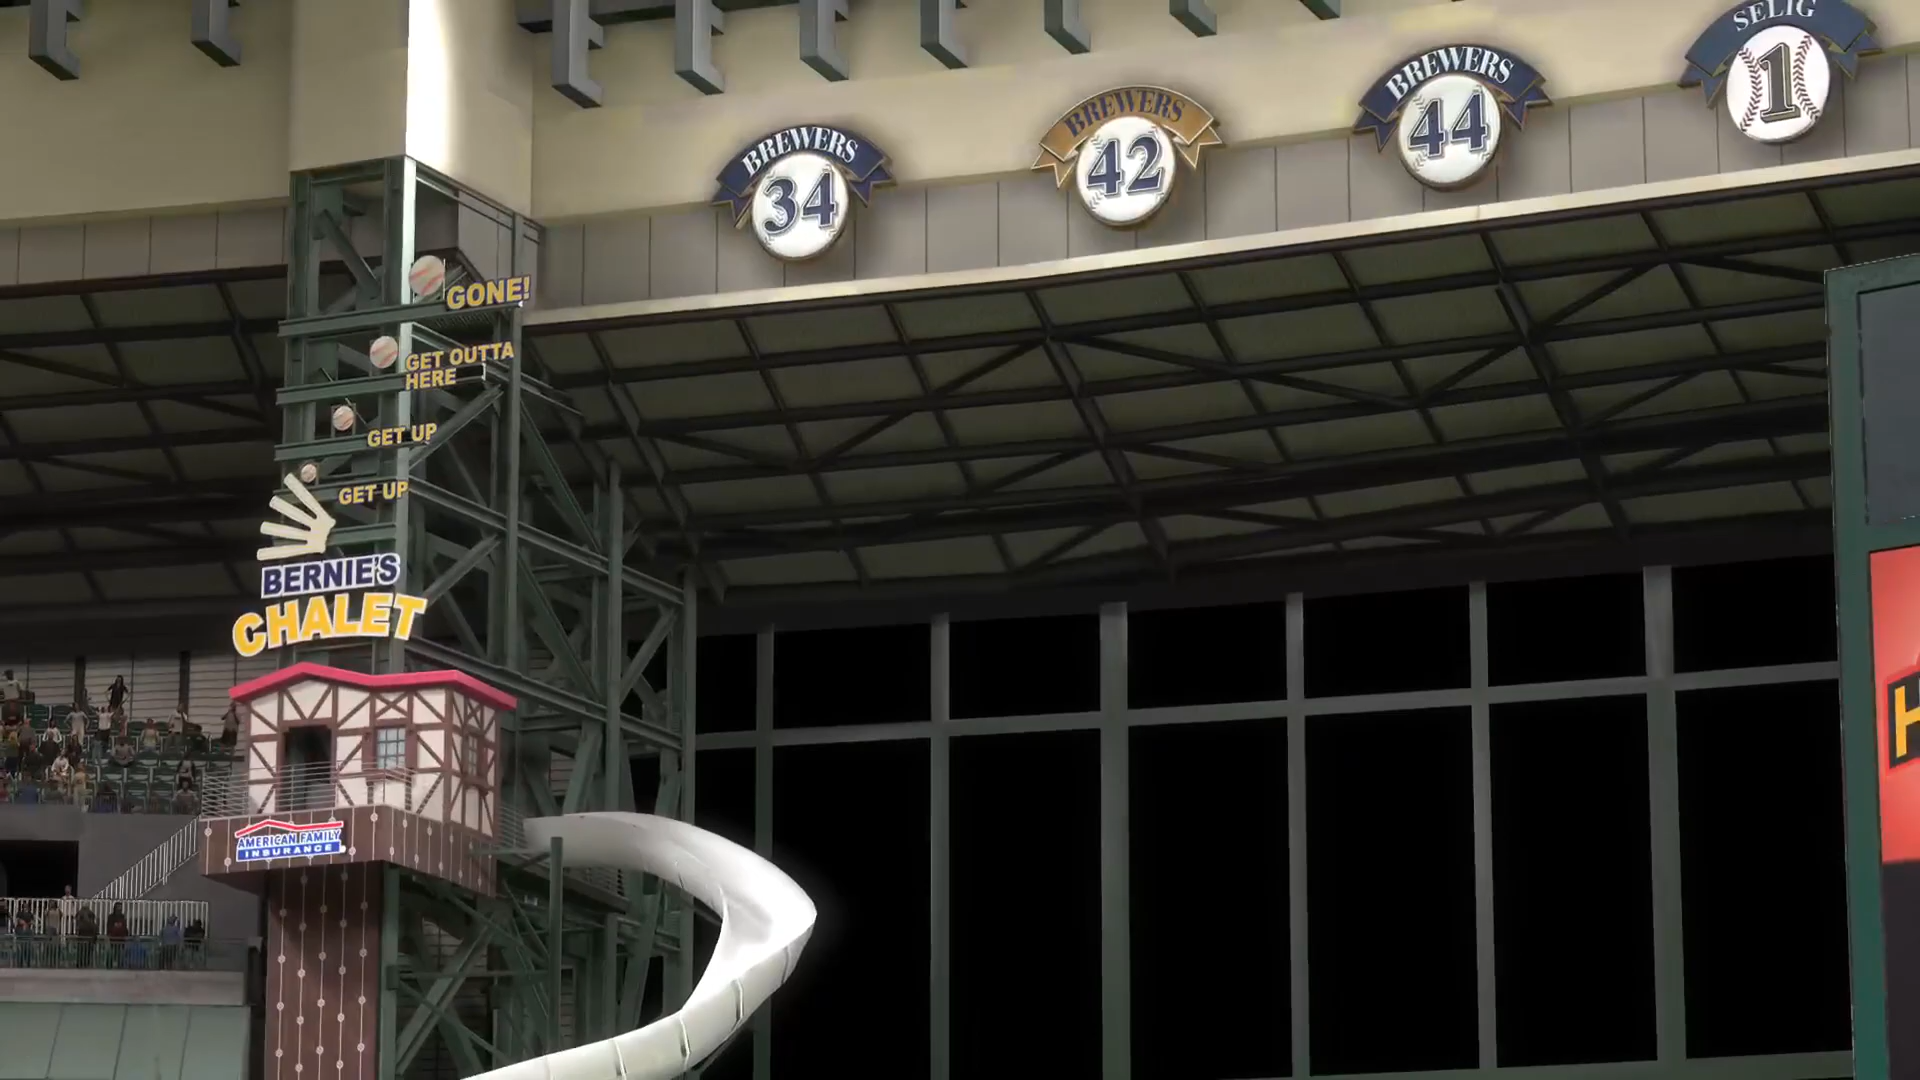 SELIG
1
BREWERS
44
BREWERS
42
BREWERS
34
GONE!
GET OUTTA
HERE
GET UP
GET UP
BERNIE'S
CHALET
AMERICAN FAMILY
INSURANCE
H